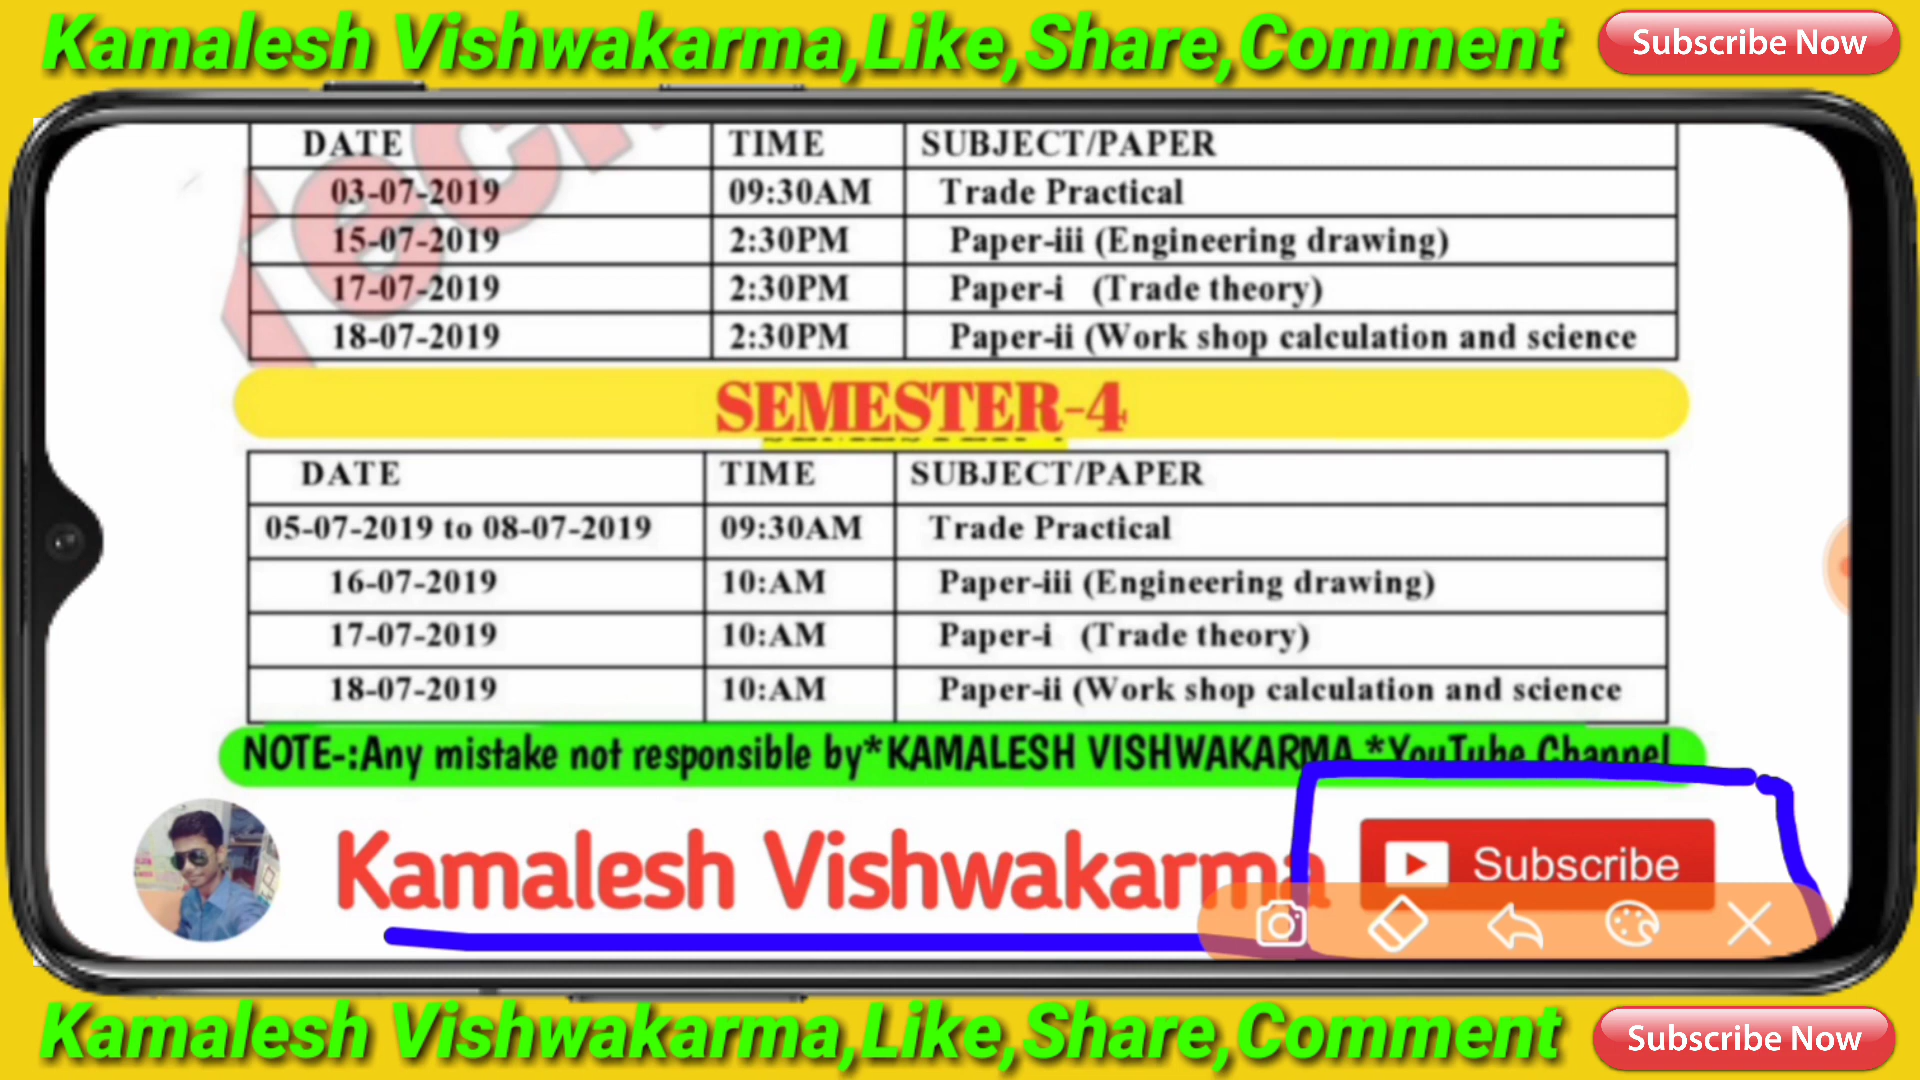 Kamalesh Vishwakarma,Like,Share,Comment Subscribe Now
DATE TIME SUBJECT/PAPER
03-07-2019 09:30AM Trade Practical
15-07-2019 2:30PM Paper-iii (Engineering drawing)
17-07-2019 2:30PM Paper-i (Trade theory)
18-07-2019 2:30PM Paper-ii (Work shop calculation and science
SEMESTER-4
DATE TIME SUBJECT/PAPER
05-07-2019 to 08-07-2019 09:30AM Trade Practical
16-07-2019 10:AM Paper-iii (Engineering drawing)
17-07-2019 10:AM Paper-i (Trade theory)
18-07-2019 10:AM Paper-ii (Work shop calculation and science
NOTE-:Any mistake not responsible by*KAMALESH VISHWAKARMA *YouTube Channel
Kamalesh Vishwakarma Subscribe
Kamalesh Vishwakarma,Like,Share,Comment Subscribe Now